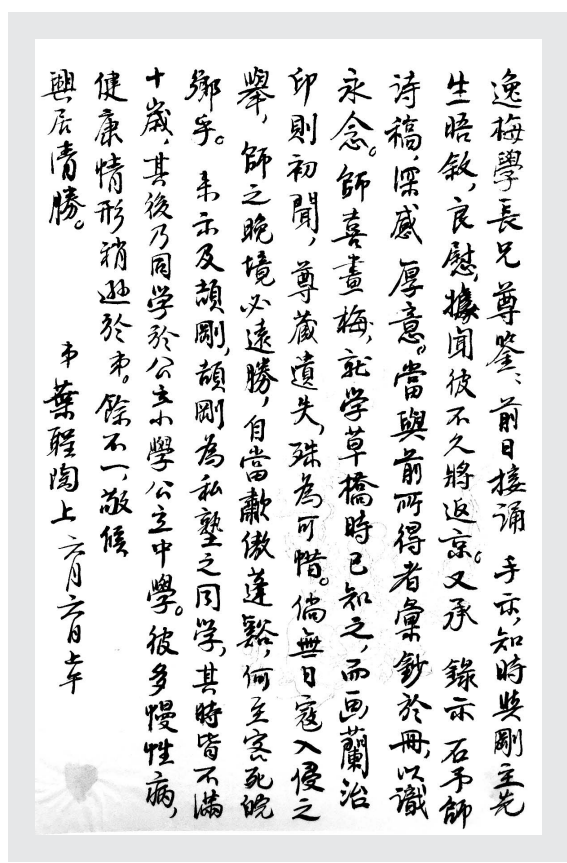 逸梅學長兄尊鑒:前日接誦 手示,知時與剛主先
生晤敘,良慰,據聞彼不久將返京。又承 錄示石予師
诗稿,深感 厚意。當與前所得者彙鈔於冊,以識
永念。師喜畫梅,就学草橋時已知之,而画蘭治
印則初聞,尊藏遺失,殊為可惜。倘無日寇入侵之
舉,師之晚境必遠勝,自當歗傲蓬谿,何至客死皖
鄉乎。来示及頡剛,頡剛為私塾之同学,其時皆不滿
十歲,其後乃同学於公立小學公立中學。彼多慢性病,
健康情形稍遜於弟。餘不一,敬候
興居清勝。
弟葉聖陶上 六月六日上午